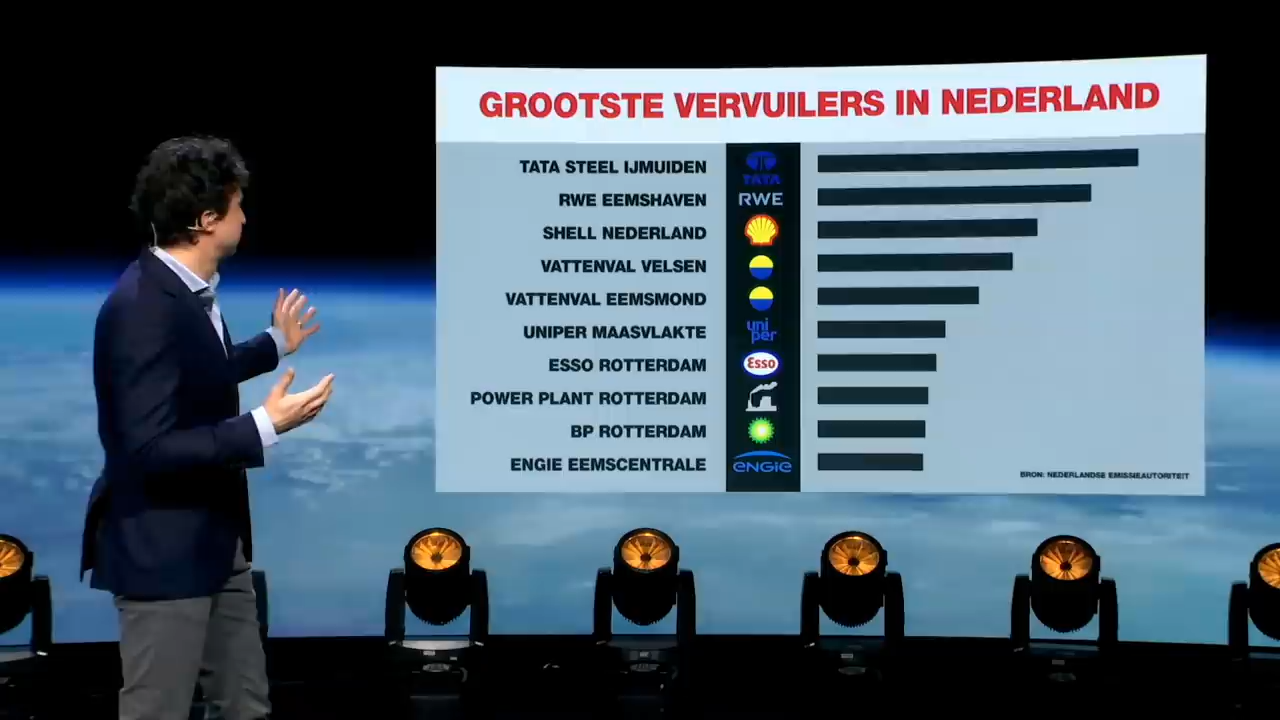 GROOTSTE VERVUILERS IN NEDERLAND
TATA STEEL IJMUIDEN TATA
RWE EEMSHAVEN RWE
SHELL NEDERLAND
VATTENVAL VELSEN
VATTENVAL EEMSMOND
UNIPER MAASVLAKTE uni per
ESSO ROTTERDAM Esso
POWER PLANT ROTTERDAM
BP ROTTERDAM
ENGIE EEMSCENTRALE ENGIE
BRON: NEDERLANDSE EMISSIEAUTORITEIT